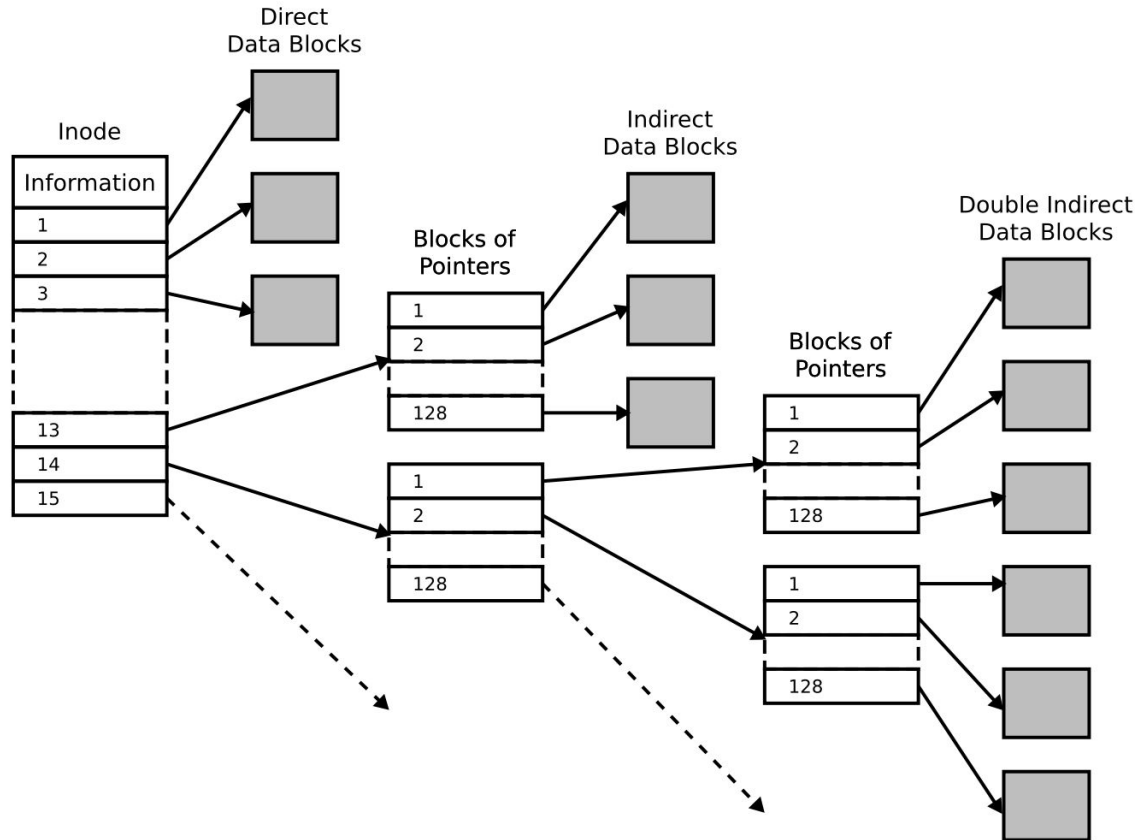 Direct
Data Blocks
Inode
Information
1
2
3
13
14
15
Indirect
Data Blocks
Blocks of
Pointers
1
2
128
1
2
128
Double Indirect
Data Blocks
Blocks of
Pointers
1
2
128
1
2
128